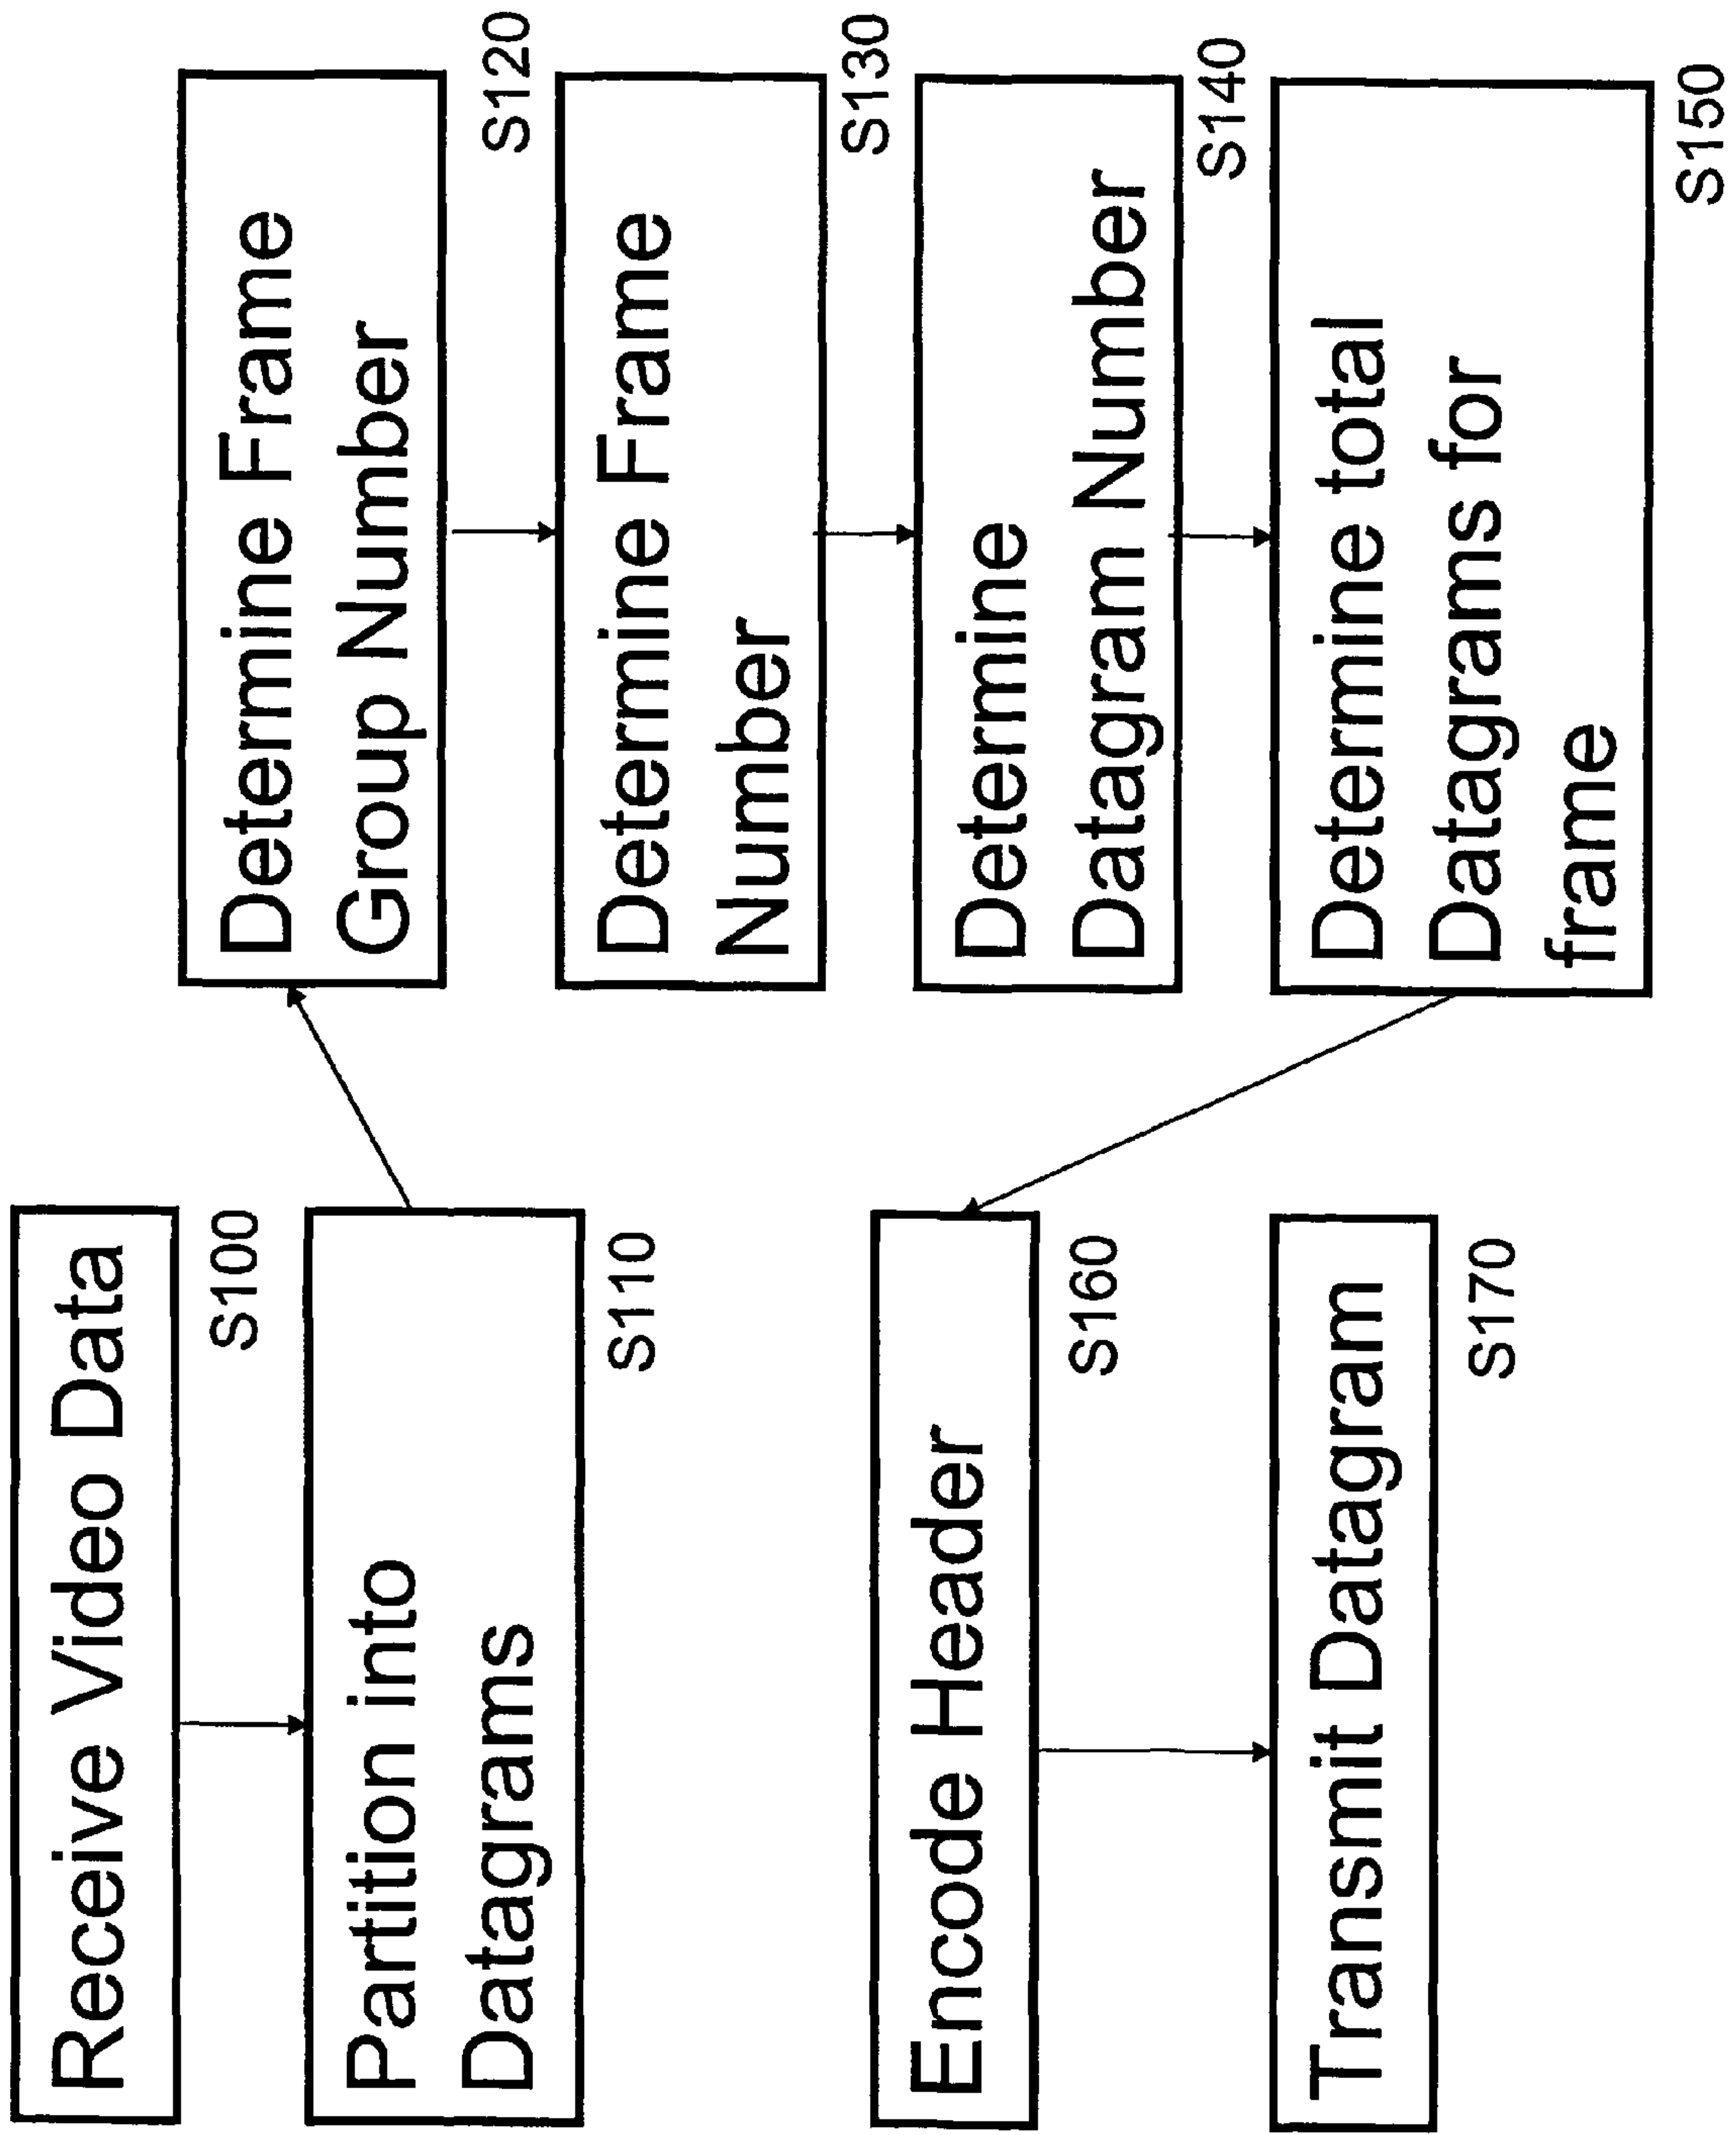 Receive Video Data
S100
Partition into
Datagrams
S110
Determine Frame
Group Number
S120
Determine Frame
Number
S130
Determine
Datagram Number
S140
Determine total
Datagrams for
frame
S150
Encode Header
S160
Transmit Datagram
S170